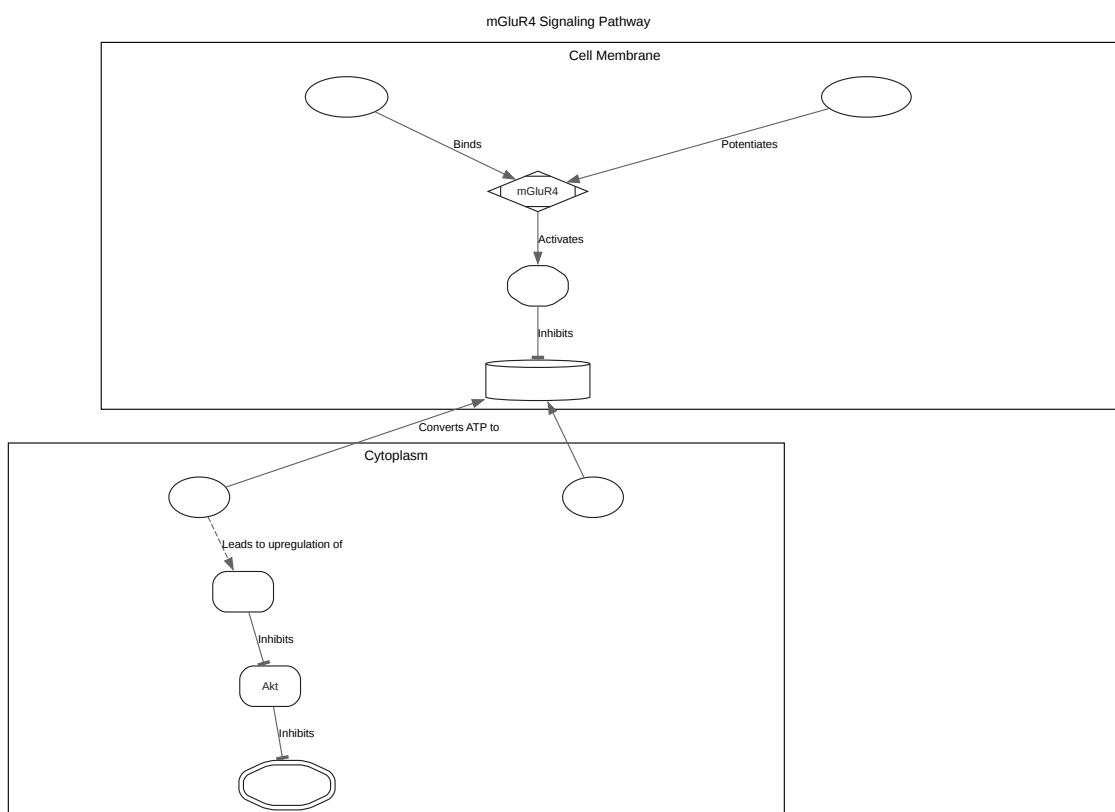 mGluR4 Signaling Pathway
Cell Membrane
Binds
Potentiates
mGluR4
Activates
Inhibits
Converts ATP to
Cytoplasm
Leads to upregulation of
Inhibits
Akt
Inhibits